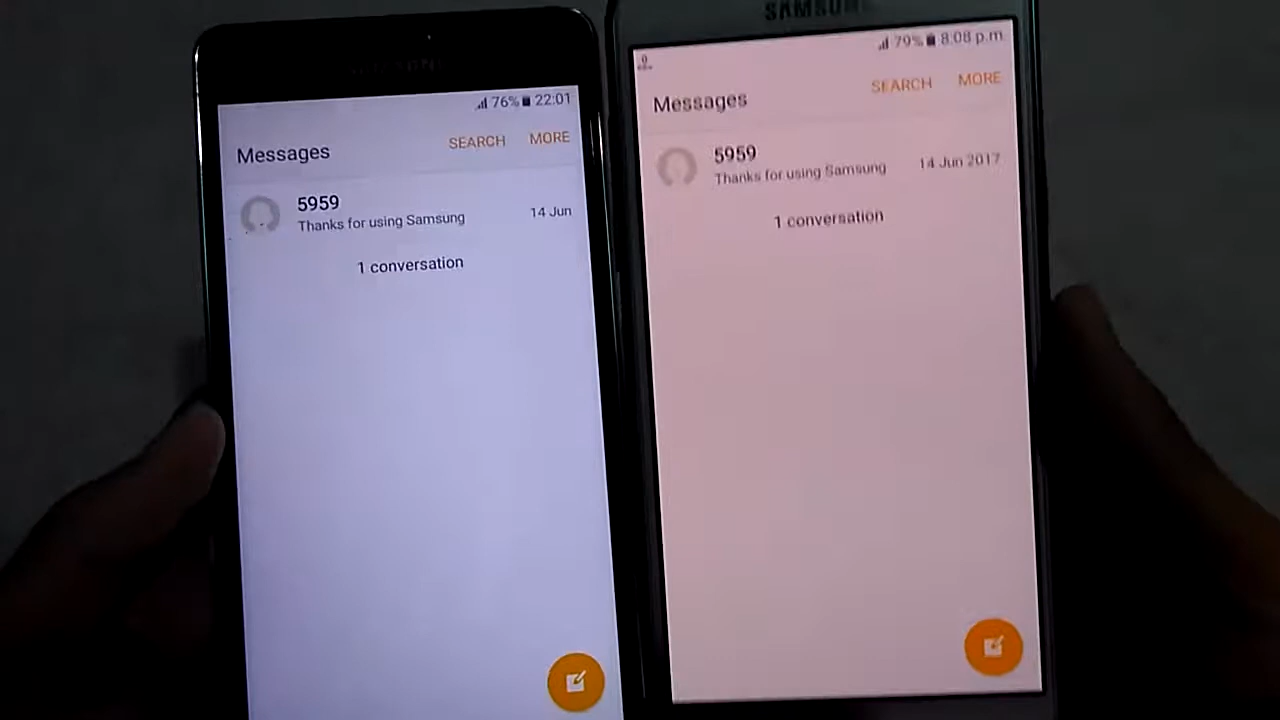 76% 22:01
Messages SEARCH MORE
5959
Thanks for using Samsung 14 Jun
1 conversation
SAMSUNG
79% 8:08 p.m
Messages SEARCH MORE
5959
Thanks for using Samsung 14 Jun 2017
1 conversation